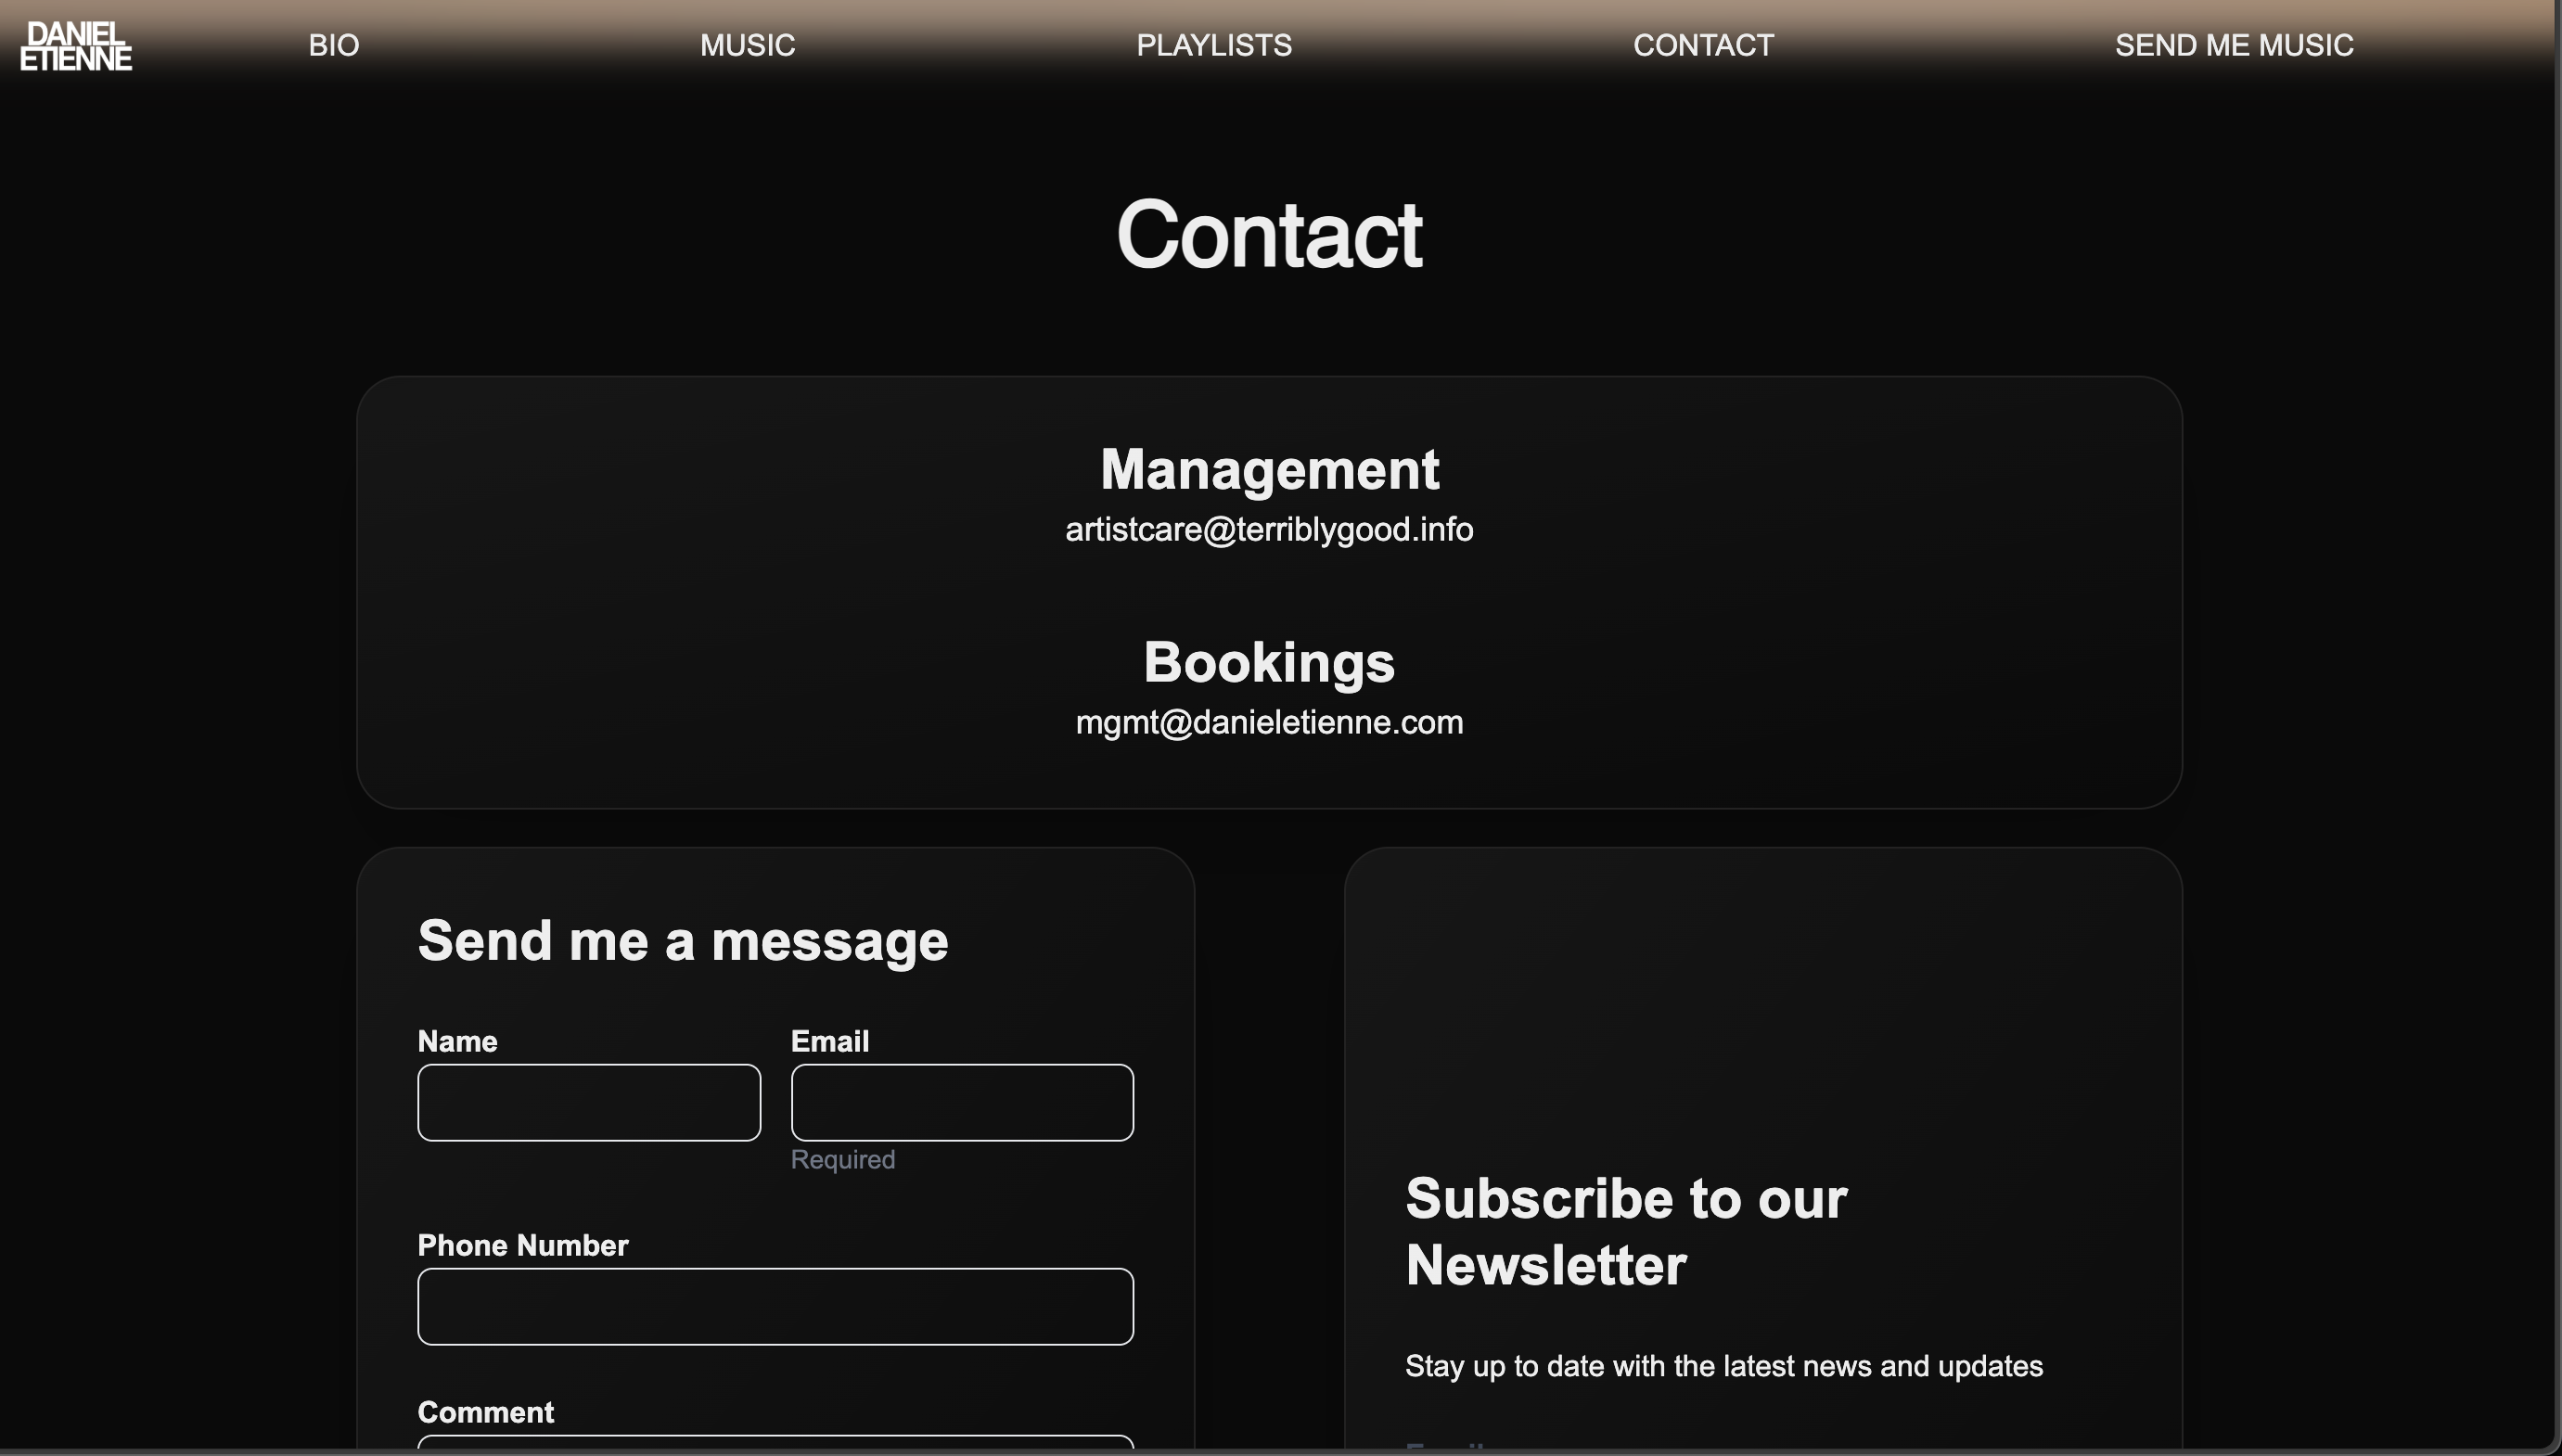 DANIEL
ETIENNE
BIO
MUSIC
PLAYLISTS
CONTACT
SEND ME MUSIC
Contact
Management
artistcare@terriblygood.info
Bookings
mgmt@danieletienne.com
Send me a message
Name
Email
Required
Phone Number
Comment
Subscribe to our
Newsletter
Stay up to date with the latest news and updates